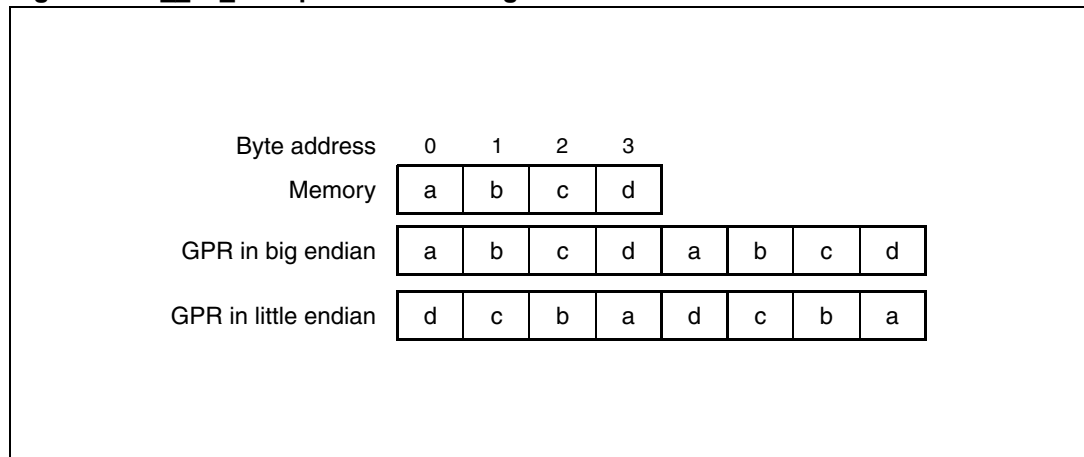 Byte address 0 1 2 3
Memory a b c d
GPR in big endian a b c d a b c d
GPR in little endian d c b a d c b a